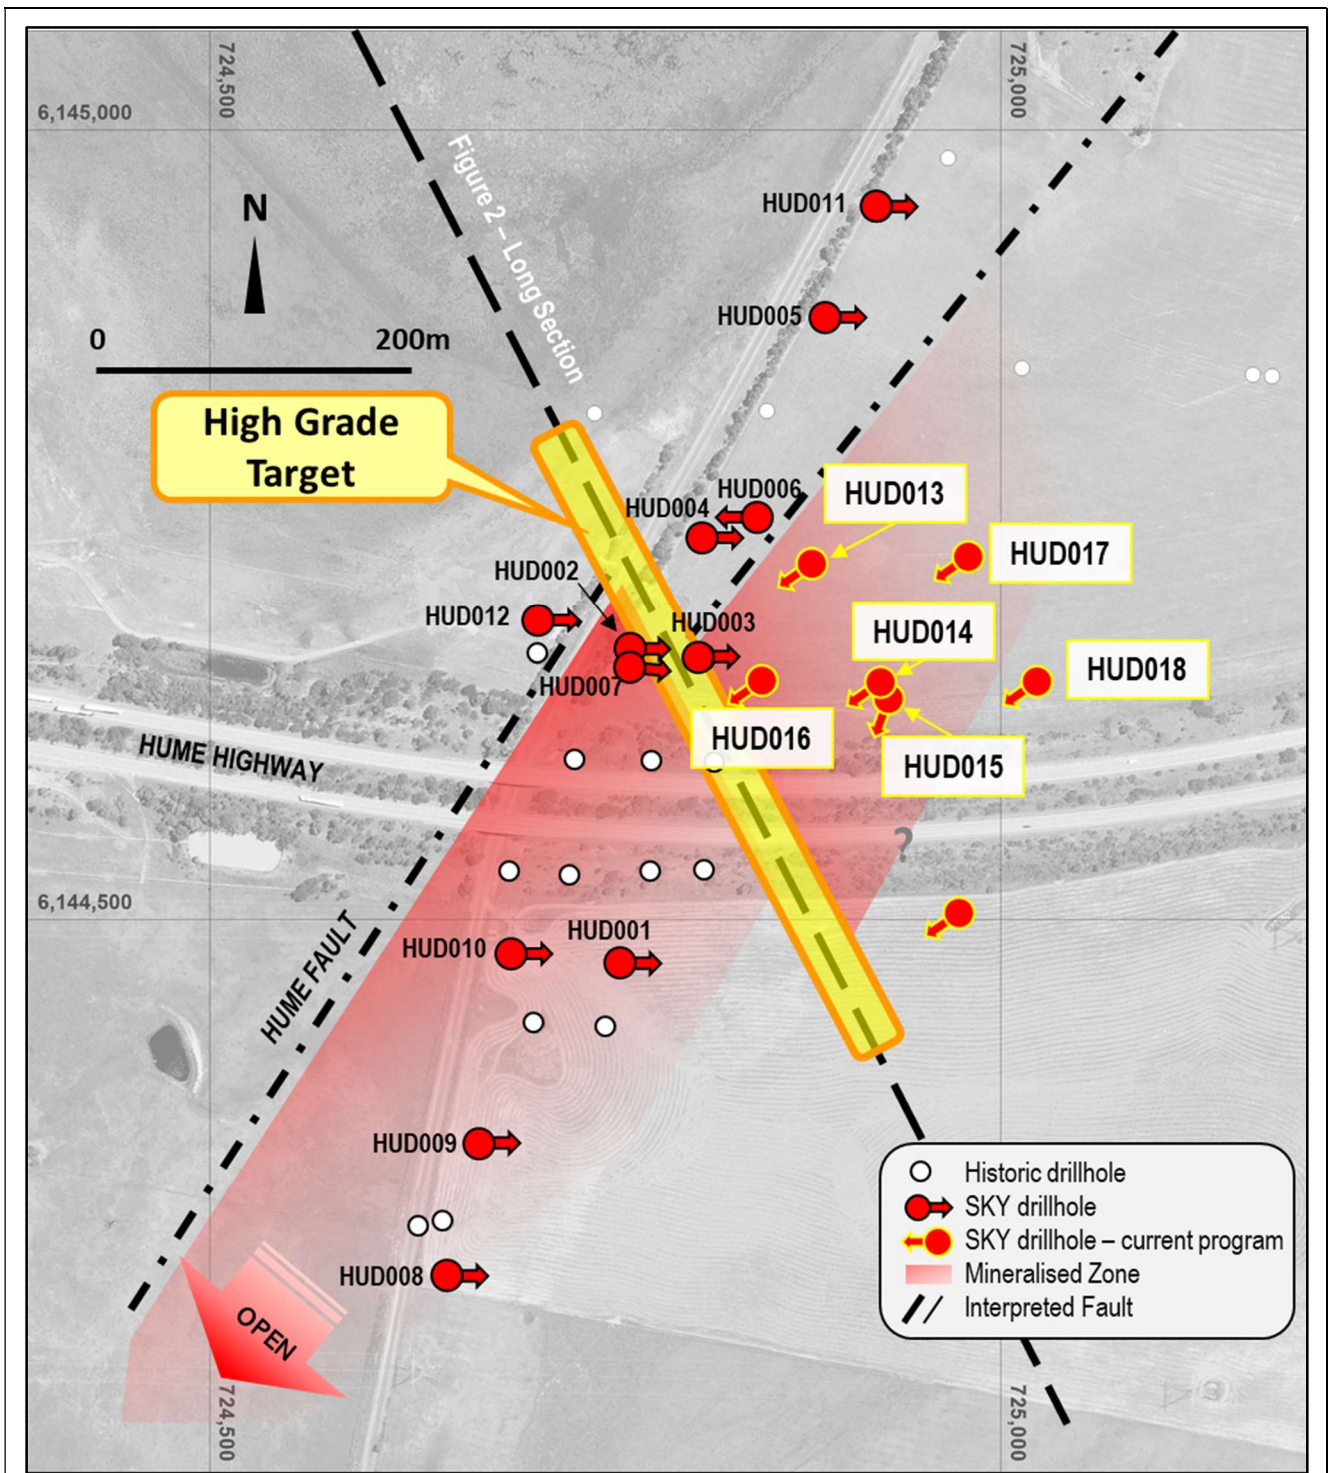 724,500
725,000
6,145,000
Figure 2 – Long Section
HUD011
N
HUD005
0
200m
High Grade
Target
HUD006
HUD004
HUD013
HUD017
HUD002
HUD012
HUD003
HUD014
HUD018
HUD007
HUD016
HUME HIGHWAY
HUD015
?
6,144,500
HUD001
HUD010
HUME FAULT
HUD009
Historic drillhole
SKY drillhole
SKY drillhole – current program
Mineralised Zone
Interpreted Fault
HUD008
OPEN
724,500
725,000